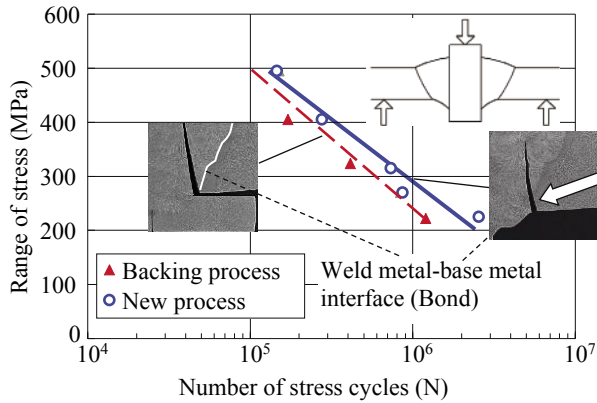 600
500
400
300
200
0
Range of stress (MPa)
Backing process
New process
Weld metal-base metal
interface (Bond)
10⁴
10⁵
10⁶
10⁷
Number of stress cycles (N)